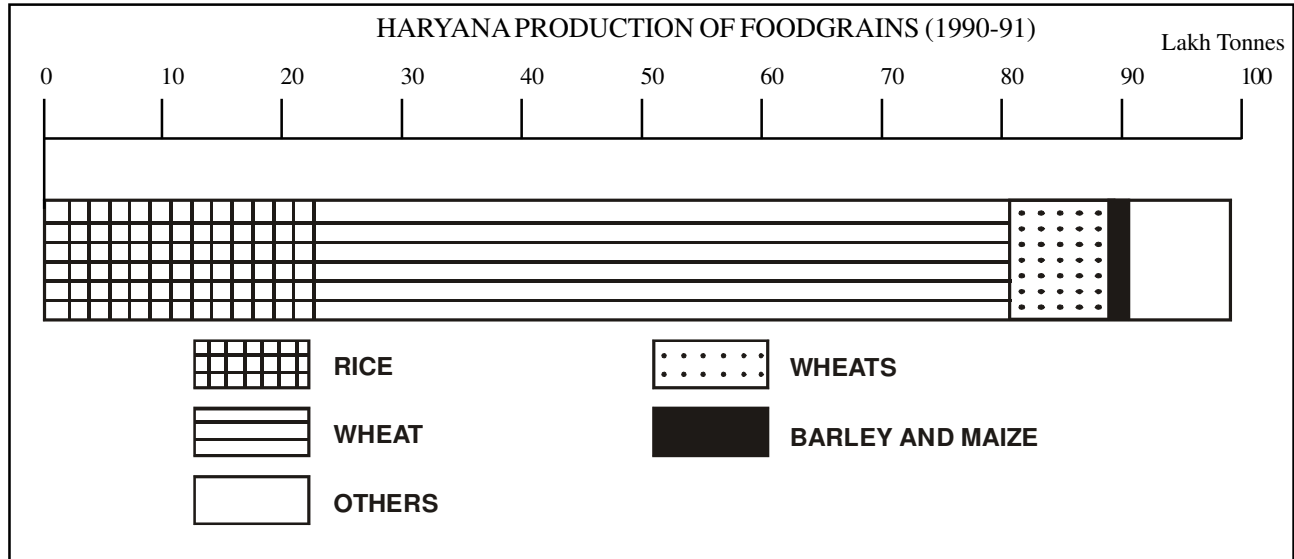 HARYANA PRODUCTION OF FOODGRAINS (1990-91)
Lakh Tonnes
0 10 20 30 40 50 60 70 80 90 100
RICE
WHEATS
WHEAT
BARLEY AND MAIZE
OTHERS